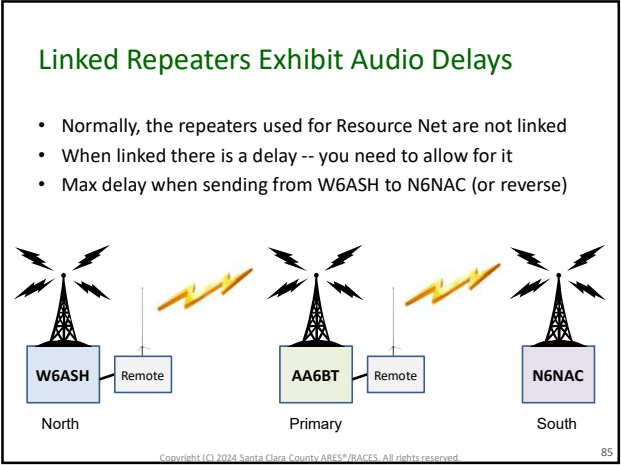 Linked Repeaters Exhibit Audio Delays
• Normally, the repeaters used for Resource Net are not linked
• When linked there is a delay -- you need to allow for it
• Max delay when sending from W6ASH to N6NAC (or reverse)
W6ASH
Remote
AA6BT
Remote
N6NAC
North
Primary
South
Copyright (C) 2024 Santa Clara County ARES®/RACES. All rights reserved.
85